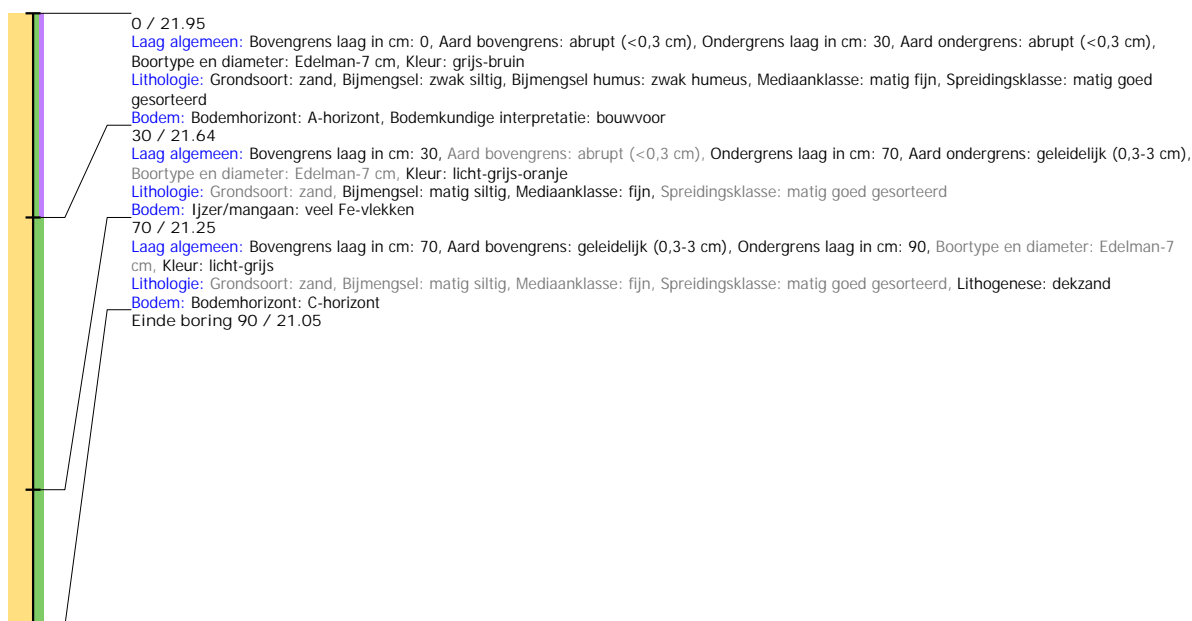 0 / 21.95
Laag algemeen: Bovengrens laag in cm: 0, Aard bovengrens: abrupt (<0,3 cm), Ondergrens laag in cm: 30, Aard ondergrens: abrupt (<0,3 cm),
Boortype en diameter: Edelman-7 cm, Kleur: grijs-bruin
Lithologie: Grondsoort: zand, Bijmengsel: zwak siltig, Bijmengsel humus: zwak humeus, Mediaanklasse: matig fijn, Spreidingsklasse: matig goed
gesorteerd
Bodem: Bodemhorizont: A-horizont, Bodemkundige interpretatie: bouwvoor
30 / 21.64
Laag algemeen: Bovengrens laag in cm: 30, Aard bovengrens: abrupt (<0,3 cm), Ondergrens laag in cm: 70, Aard ondergrens: geleidelijk (0,3-3 cm),
Boortype en diameter: Edelman-7 cm, Kleur: licht-grijs-oranje
Lithologie: Grondsoort: zand, Bijmengsel: matig siltig, Mediaanklasse: fijn, Spreidingsklasse: matig goed gesorteerd
Bodem: Ijzer/mangaan: veel Fe-vlekken
70 / 21.25
Laag algemeen: Bovengrens laag in cm: 70, Aard bovengrens: geleidelijk (0,3-3 cm), Ondergrens laag in cm: 90, Boortype en diameter: Edelman-7
cm, Kleur: licht-grijs
Lithologie: Grondsoort: zand, Bijmengsel: matig siltig, Mediaanklasse: fijn, Spreidingsklasse: matig goed gesorteerd, Lithogenese: dekzand
Bodem: Bodemhorizont: C-horizont
Einde boring 90 / 21.05